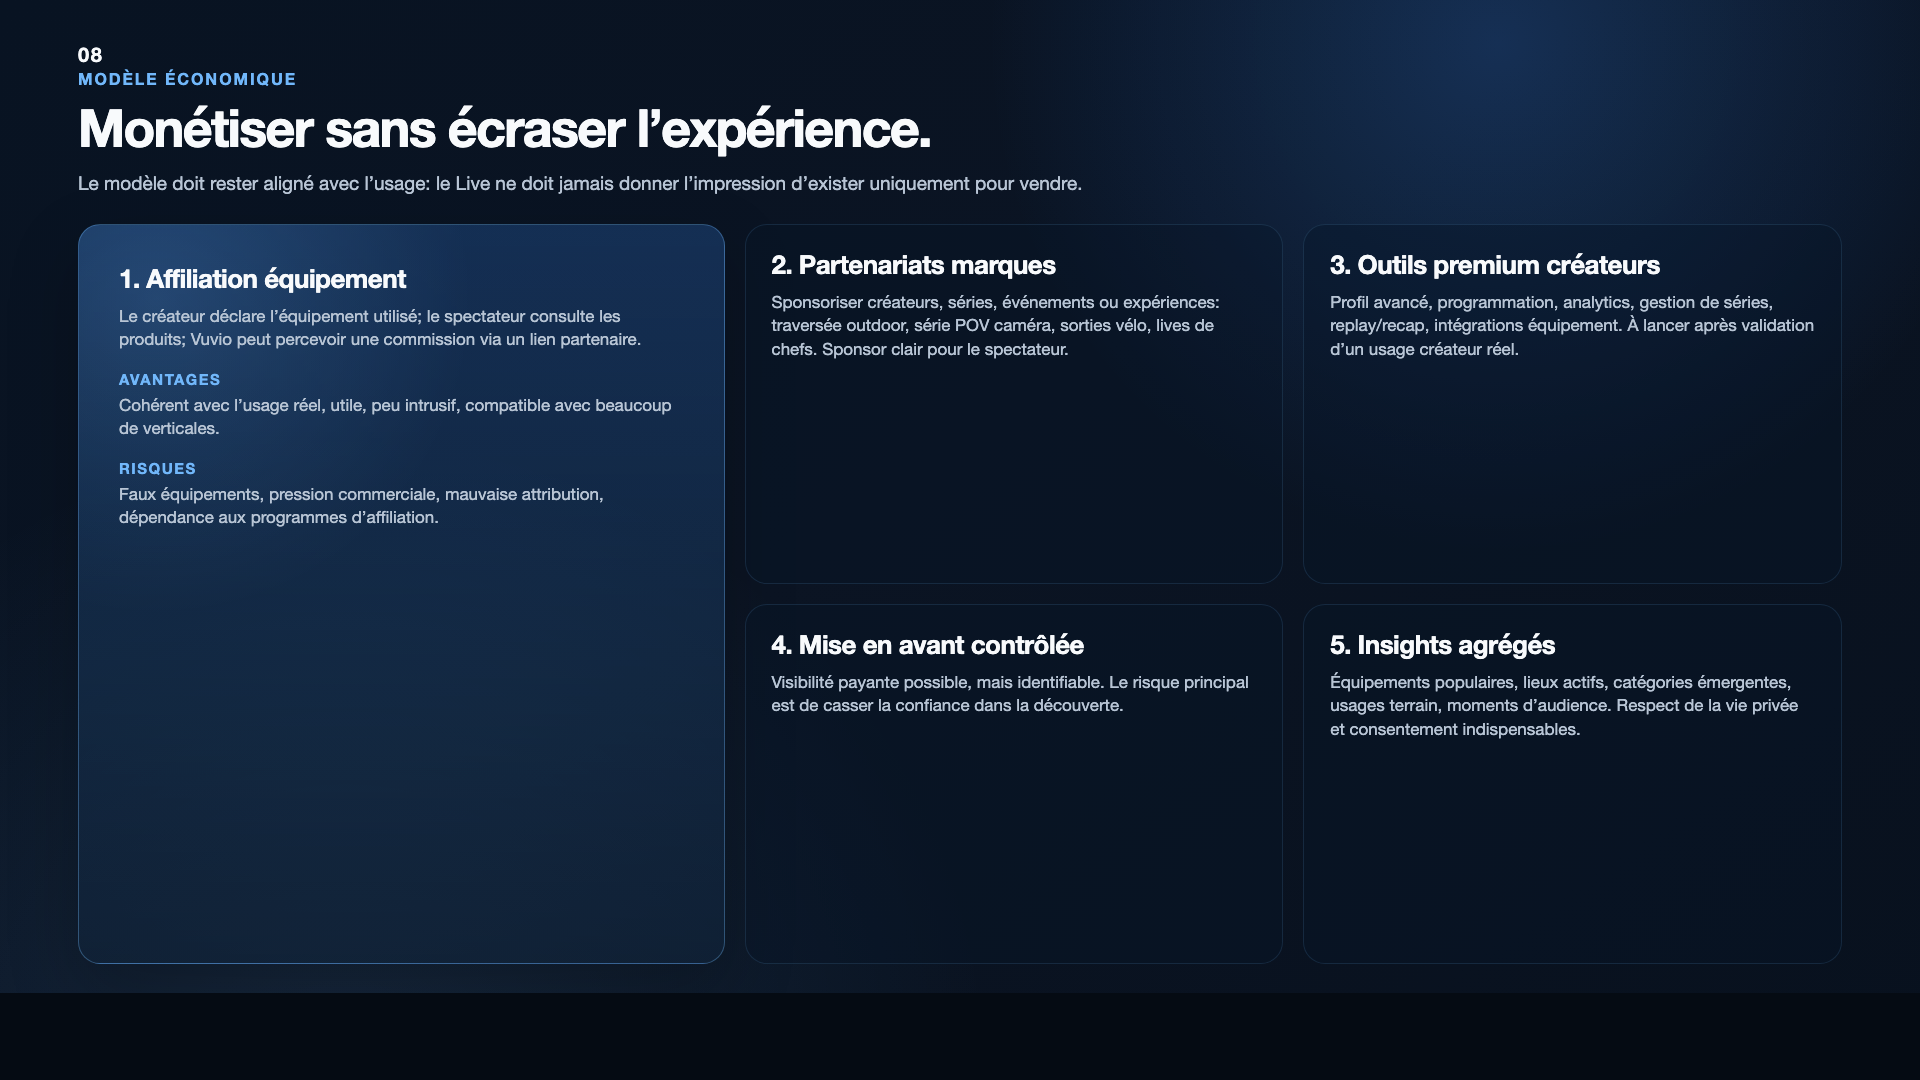 08
MODÈLE ÉCONOMIQUE
Monétiser sans écraser l’expérience.
Le modèle doit rester aligné avec l’usage: le Live ne doit jamais donner l’impression d’exister uniquement pour vendre.
1. Affiliation équipement
Le créateur déclare l’équipement utilisé; le spectateur consulte les
produits; Vuvio peut percevoir une commission via un lien partenaire.
AVANTAGES
Cohérent avec l’usage réel, utile, peu intrusif, compatible avec beaucoup
de verticales.
RISQUES
Faux équipements, pression commerciale, mauvaise attribution,
dépendance aux programmes d’affiliation.
2. Partenariats marques
Sponsoriser créateurs, séries, événements ou expériences:
traversée outdoor, série POV caméra, sorties vélo, lives de
chefs. Sponsor clair pour le spectateur.
3. Outils premium créateurs
Profil avancé, programmation, analytics, gestion de séries,
replay/recap, intégrations équipement. À lancer après validation
d’un usage créateur réel.
4. Mise en avant contrôlée
Visibilité payante possible, mais identifiable. Le risque principal
est de casser la confiance dans la découverte.
5. Insights agrégés
Équipements populaires, lieux actifs, catégories émergentes,
usages terrain, moments d’audience. Respect de la vie privée
et consentement indispensables.